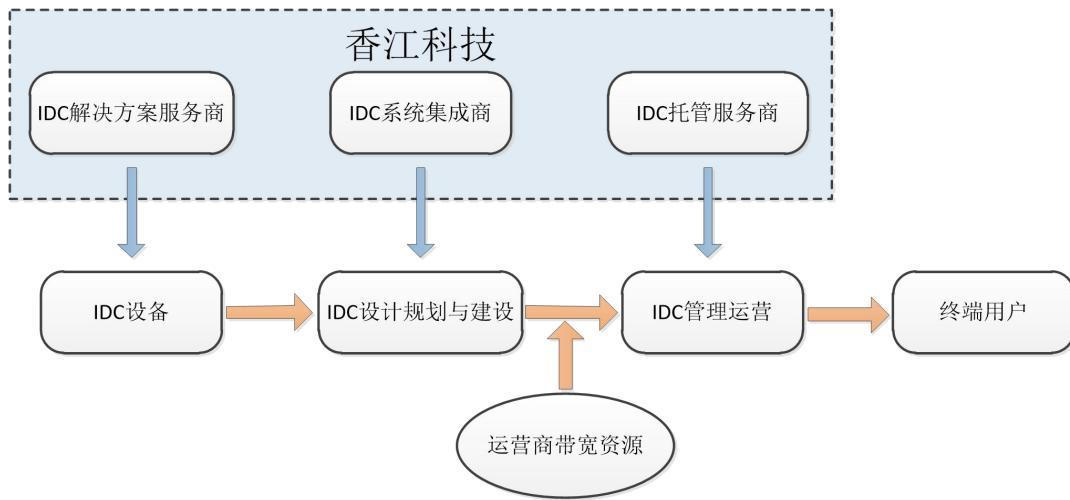 香江科技
IDC解决方案服务商
IDC系统集成商
IDC托管服务商
IDC设备
IDC设计规划与建设
IDC管理运营
终端用户
运营商带宽资源